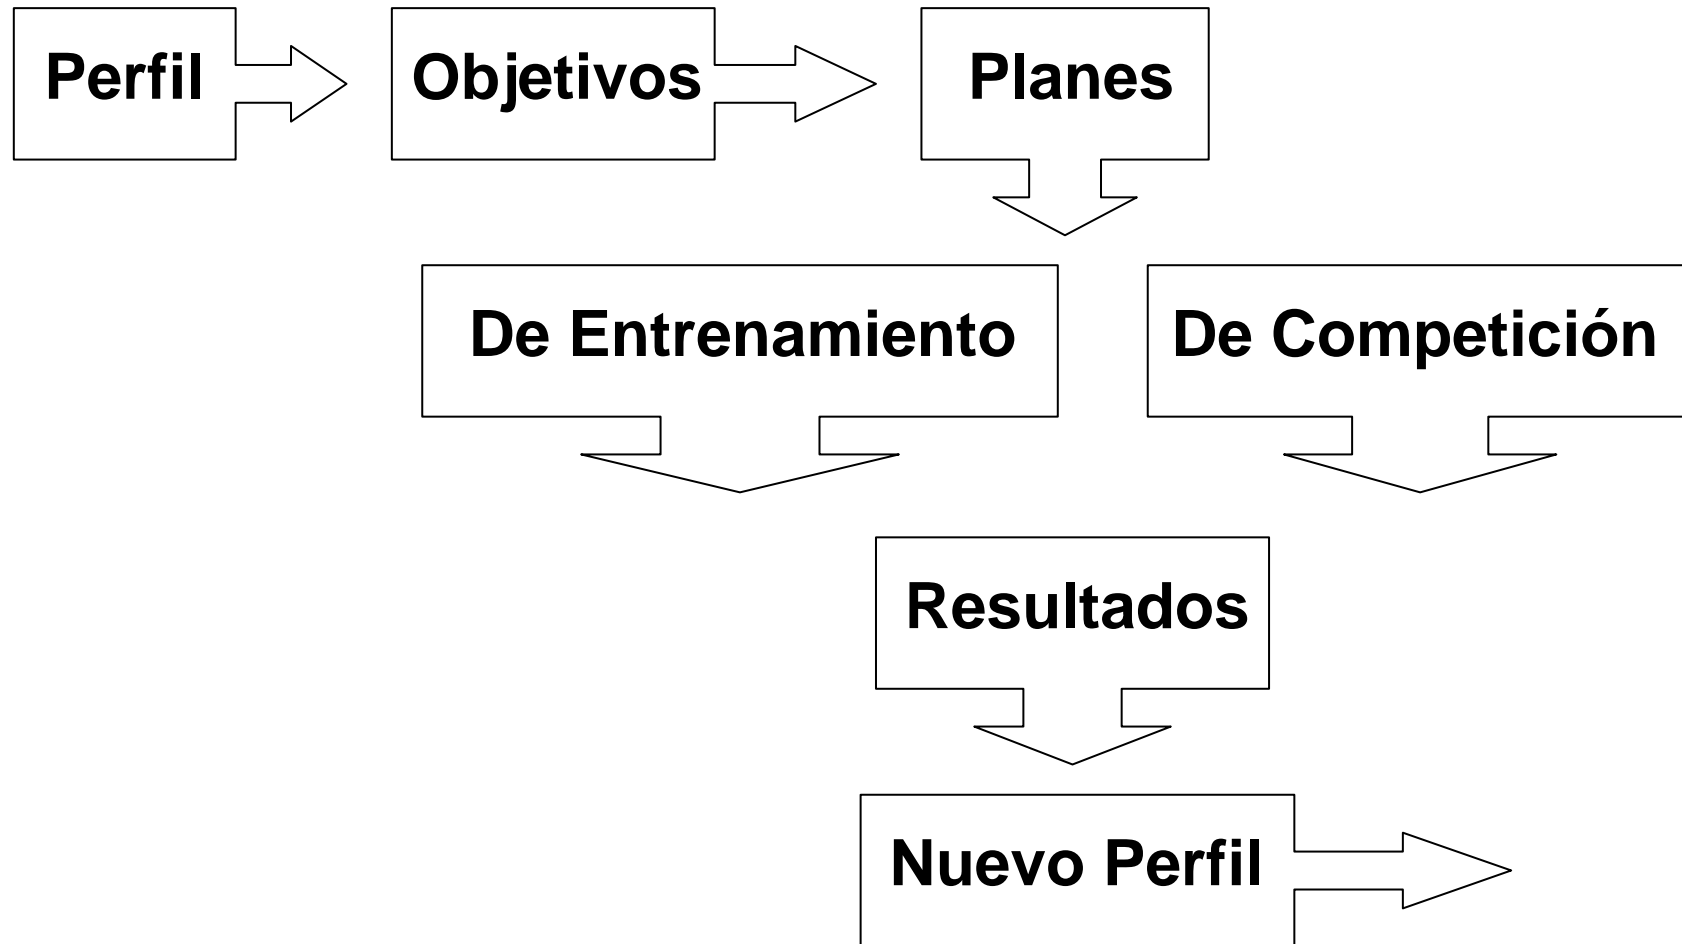 Perfil
Objetivos
Planes
De Entrenamiento
De Competición
Resultados
Nuevo Perfil